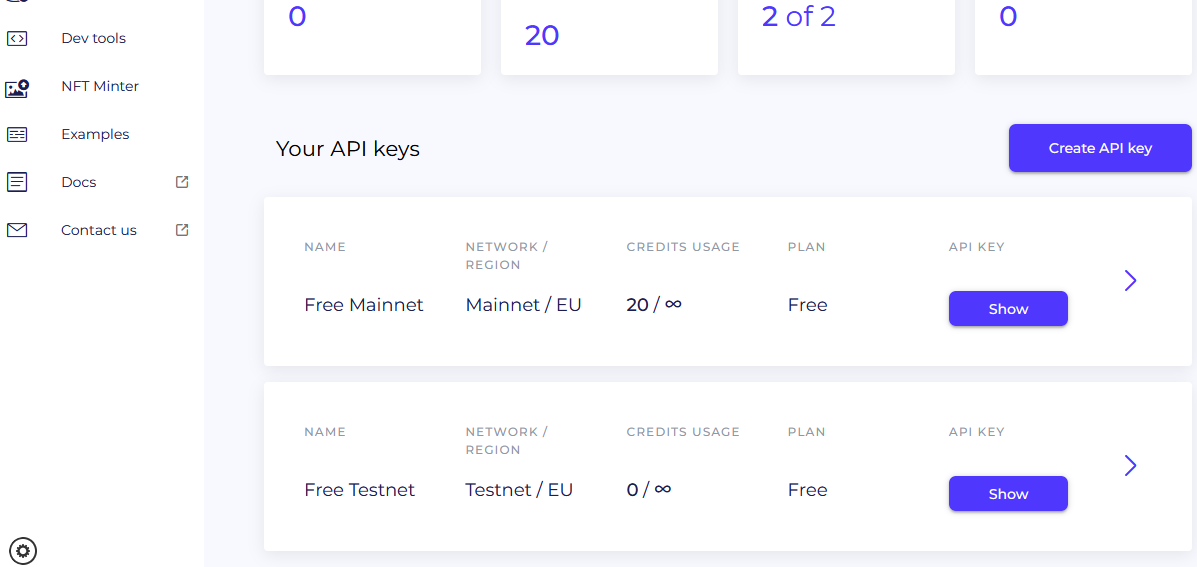 0
20
2 of 2
0
Dev tools
NFT Minter
Examples
Docs
Contact us
Your API keys
Create API key
NAME
NETWORK /
REGION
CREDITS USAGE
PLAN
API KEY
Free Mainnet
Mainnet / EU
20 / ∞
Free
Show
NAME
NETWORK /
REGION
CREDITS USAGE
PLAN
API KEY
Free Testnet
Testnet / EU
0 / ∞
Free
Show